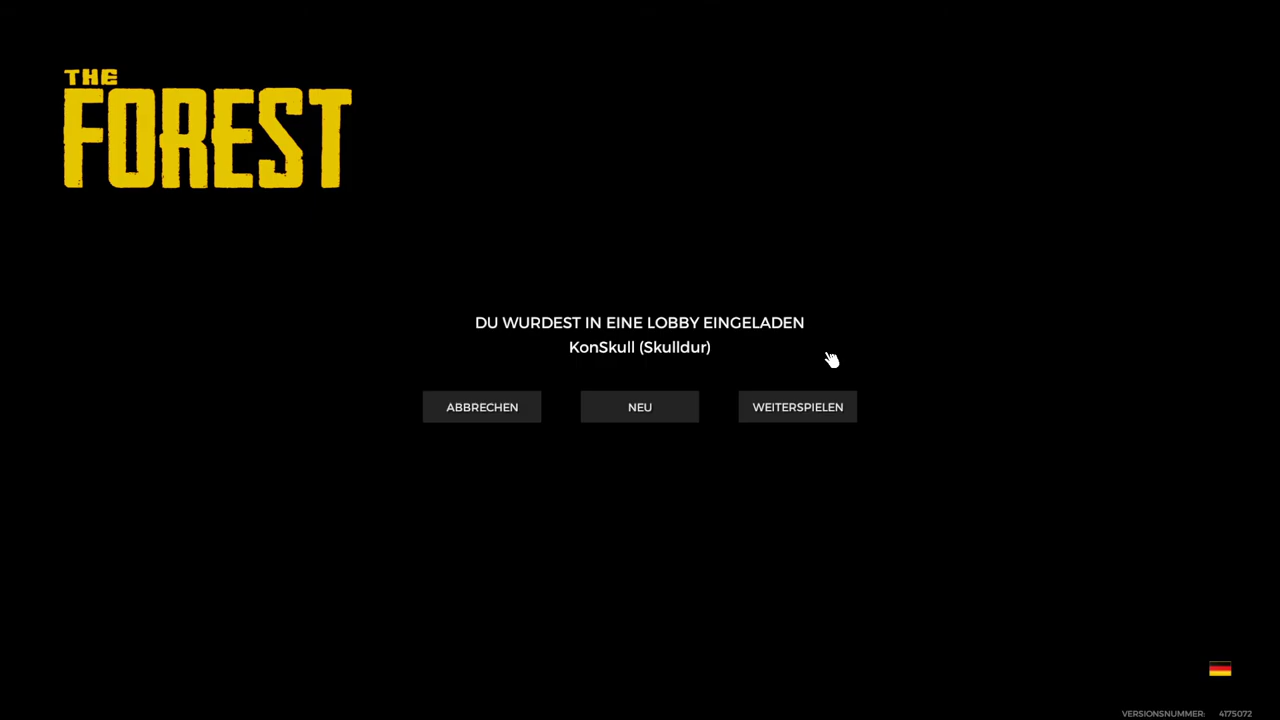 THE
FOREST
DU WURDEST IN EINE LOBBY EINGELADEN
KonSkull (Skulldur)
ABBRECHEN
NEU
WEITERSPIELEN
VERSIONSNUMMER: 4175072